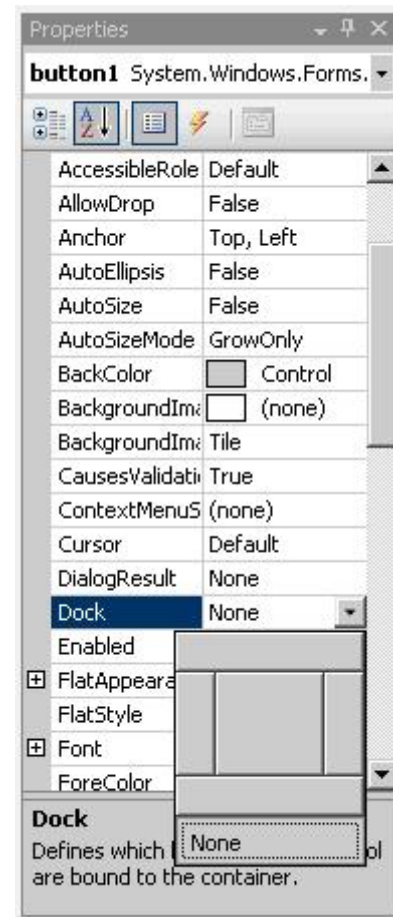 Properties
button1 System.Windows.Forms.
AccessibleRole Default
AllowDrop False
Anchor Top, Left
AutoEllipsis False
AutoSize False
AutoSizeMode GrowOnly
BackColor Control
BackgroundIma (none)
BackgroundIma Tile
CausesValidati True
ContextMenuS (none)
Cursor Default
DialogResult None
Dock None
Enabled
FlatAppeara
FlatStyle
Font
ForeColor
None
Dock
Defines which ol
are bound to the container.